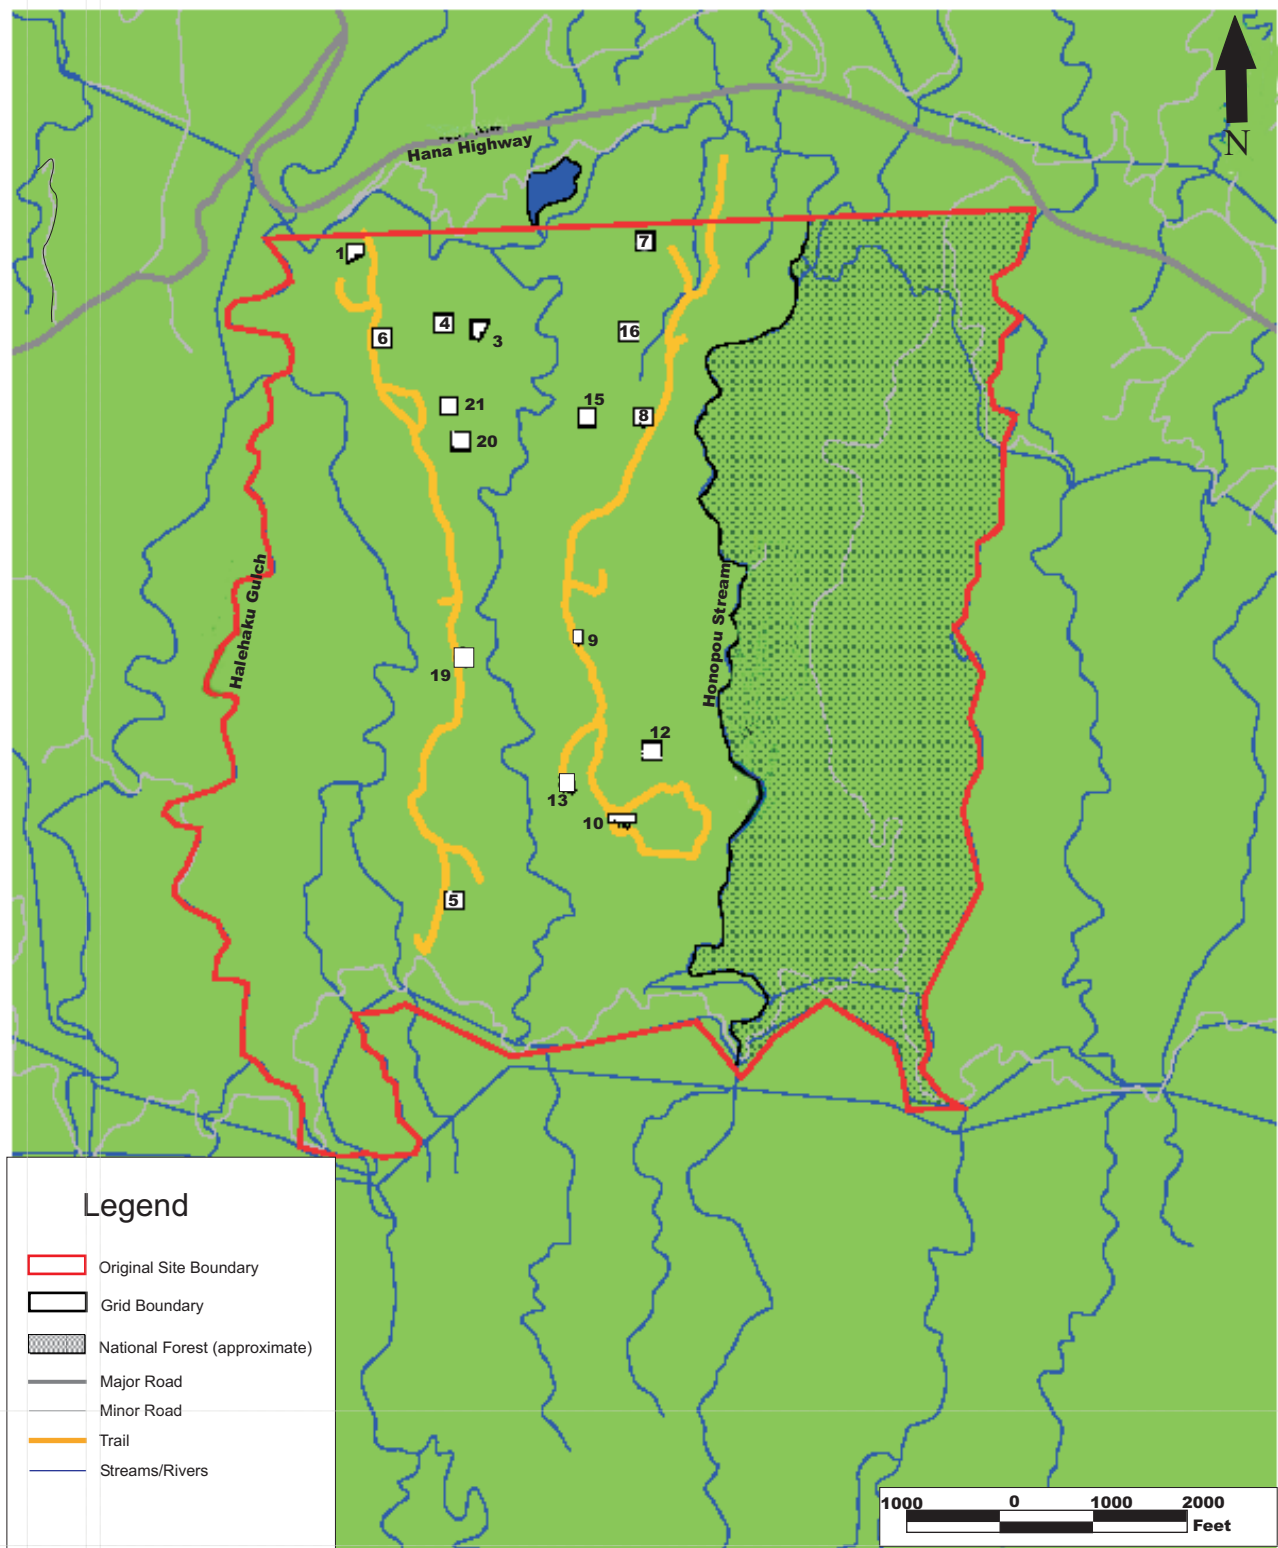 N
Hana Highway
1
7
6
4
3
16
21
15
8
20
Halehaku Gulch
Honopou Stream
9
19
12
13
10
5
Legend
Original Site Boundary
Grid Boundary
National Forest (approximate)
Major Road
Minor Road
Trail
Streams/Rivers
1000 0 1000 2000
Feet